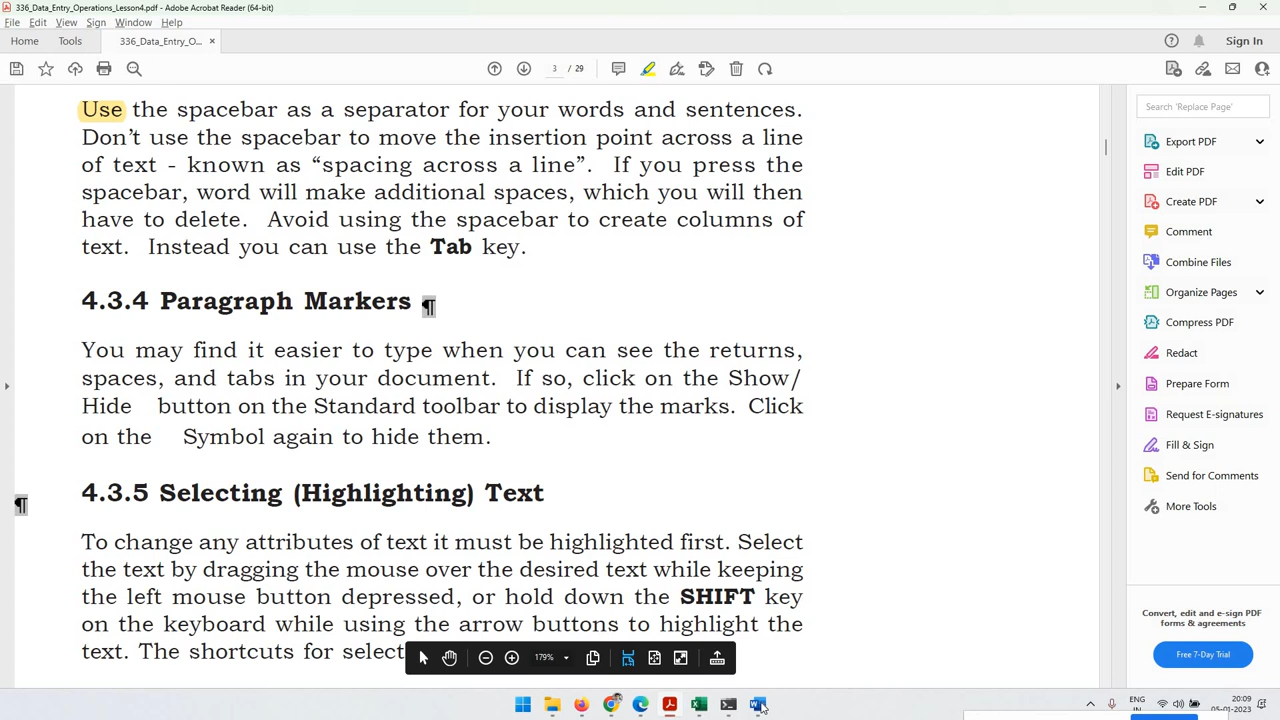 336_Data_Entry_Operations_Lesson4.pdf - Adobe Acrobat Reader (64-bit)
File Edit View Sign Window Help
Home Tools 336_Data_Entry_O... × Sign In
3 / 29
Search 'Replace Page'
Use the spacebar as a separator for your words and sentences.
Don't use the spacebar to move the insertion point across a line
of text - known as “spacing across a line”. If you press the
spacebar, word will make additional spaces, which you will then
have to delete. Avoid using the spacebar to create columns of
text. Instead you can use the Tab key.
4.3.4 Paragraph Markers ¶
You may find it easier to type when you can see the returns,
spaces, and tabs in your document. If so, click on the Show/
Hide button on the Standard toolbar to display the marks. Click
on the Symbol again to hide them.
¶
4.3.5 Selecting (Highlighting) Text
To change any attributes of text it must be highlighted first. Select
the text by dragging the mouse over the desired text while keeping
the left mouse button depressed, or hold down the SHIFT key
on the keyboard while using the arrow buttons to highlight the
text. The shortcuts for select
179%
Export PDF
Edit PDF
Create PDF
Comment
Combine Files
Organize Pages
Compress PDF
Redact
Prepare Form
Request E-signatures
Fill & Sign
Send for Comments
More Tools
Convert, edit and e-sign PDF
forms & agreements
Free 7-Day Trial
ENG
IN
20:09
05-01-2023